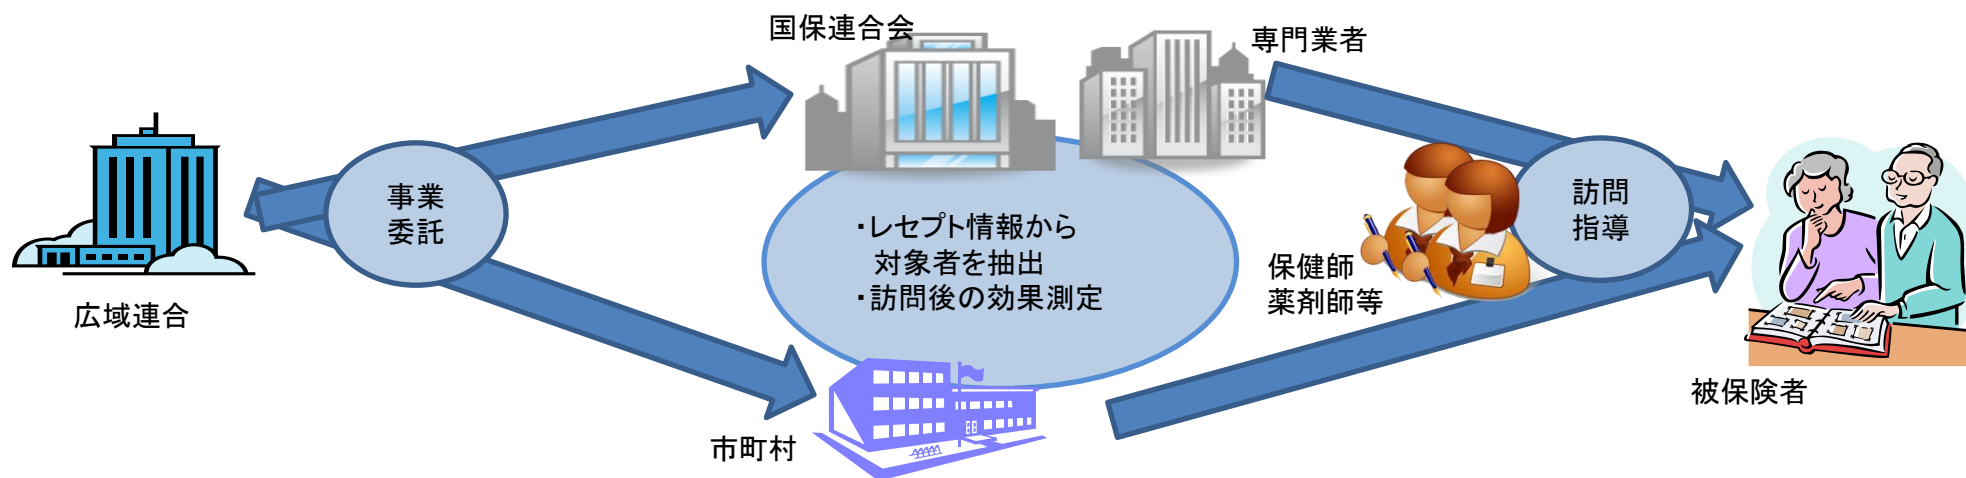 国保連合会
専門業者
事業
委託
訪問
指導
・レセプト情報から
対象者を抽出
・訪問後の効果測定
保健師
薬剤師等
広域連合
被保険者
市町村